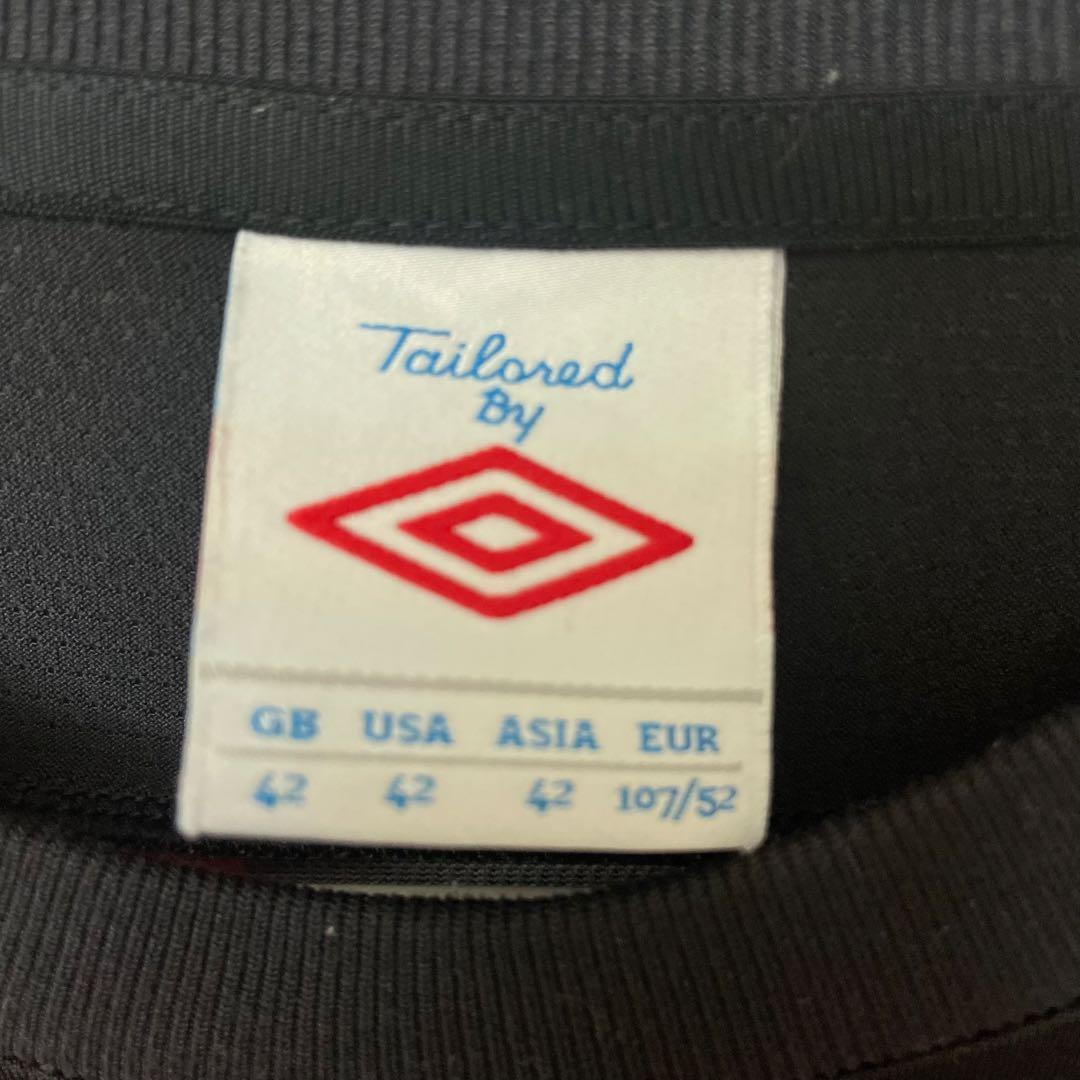 Tailored
By
GB USA ASIA EUR
42 42 42 107/52